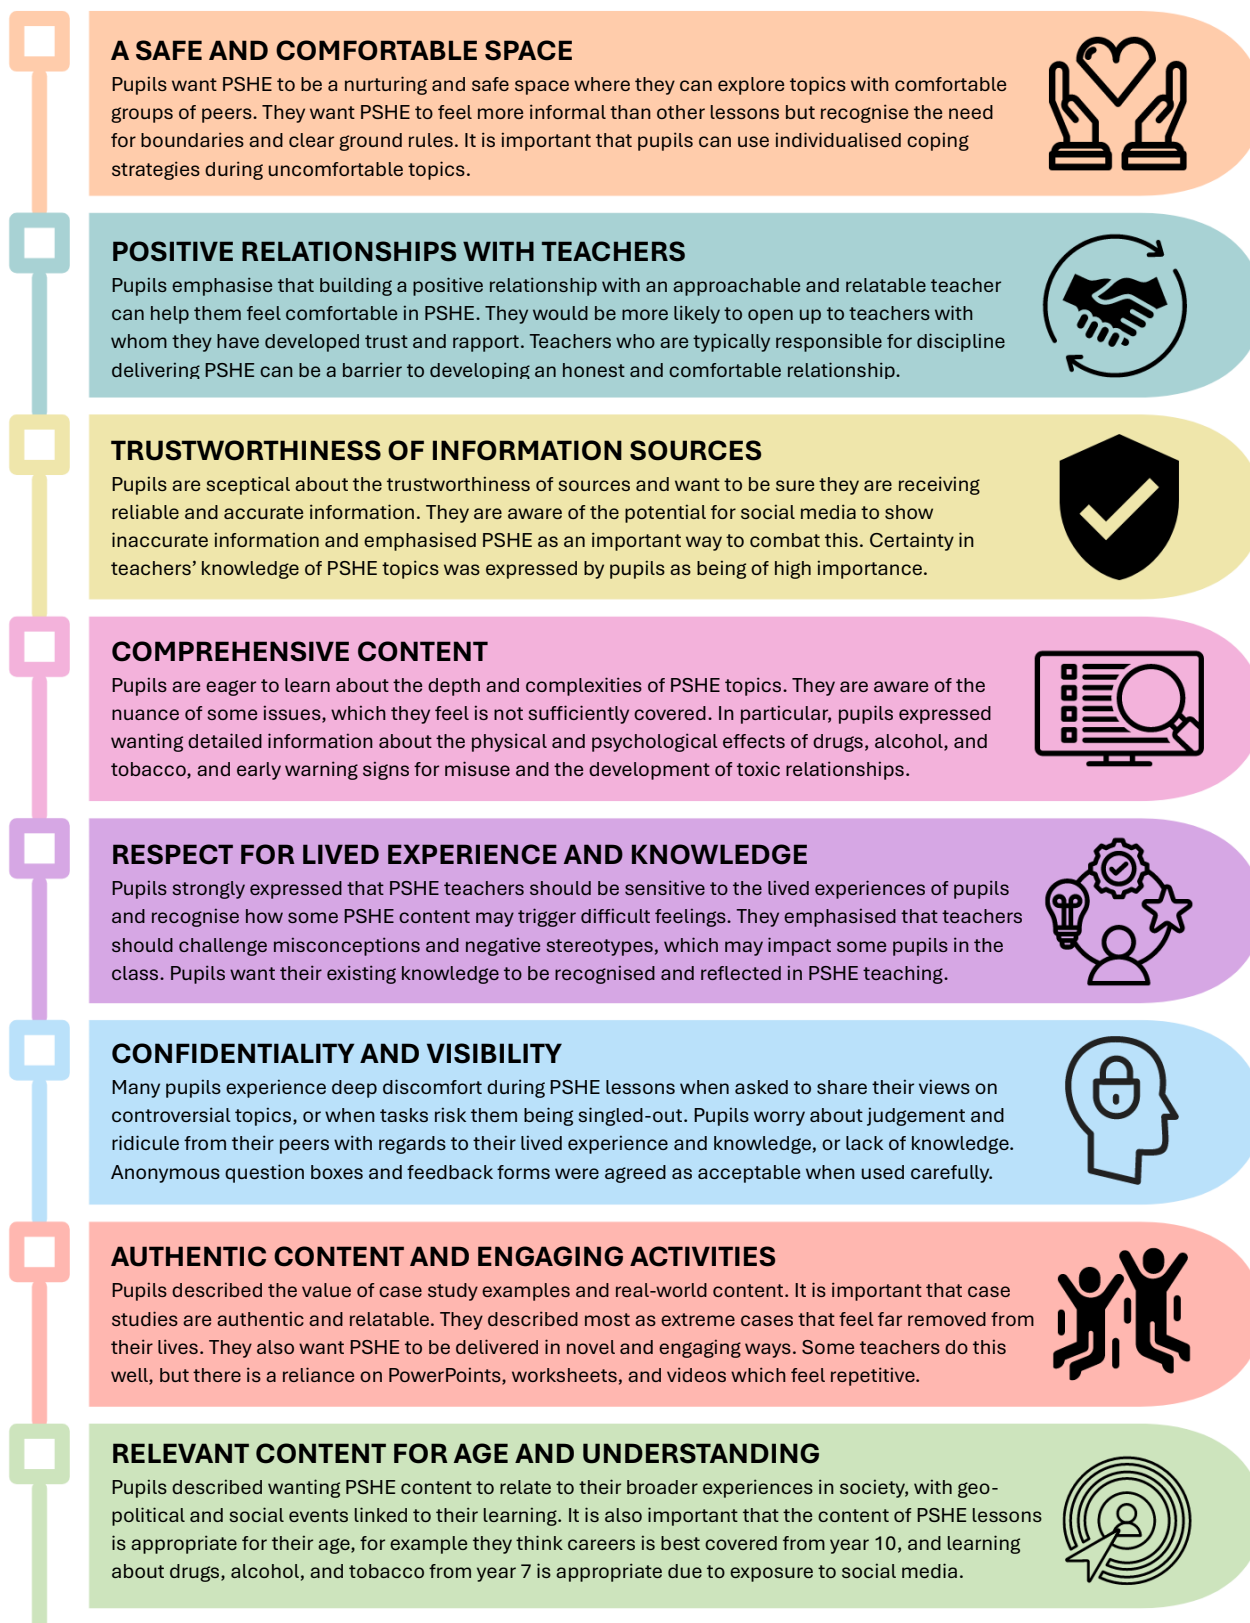 A SAFE AND COMFORTABLE SPACE
Pupils want PSHE to be a nurturing and safe space where they can explore topics with comfortable
groups of peers. They want PSHE to feel more informal than other lessons but recognise the need
for boundaries and clear ground rules. It is important that pupils can use individualised coping
strategies during uncomfortable topics.
POSITIVE RELATIONSHIPS WITH TEACHERS
Pupils emphasise that building a positive relationship with an approachable and relatable teacher
can help them feel comfortable in PSHE. They would be more likely to open up to teachers with
whom they have developed trust and rapport. Teachers who are typically responsible for discipline
delivering PSHE can be a barrier to developing an honest and comfortable relationship.
TRUSTWORTHINESS OF INFORMATION SOURCES
Pupils are sceptical about the trustworthiness of sources and want to be sure they are receiving
reliable and accurate information. They are aware of the potential for social media to show
inaccurate information and emphasised PSHE as an important way to combat this. Certainty in
teachers’ knowledge of PSHE topics was expressed by pupils as being of high importance.
COMPREHENSIVE CONTENT
Pupils are eager to learn about the depth and complexities of PSHE topics. They are aware of the
nuance of some issues, which they feel is not sufficiently covered. In particular, pupils expressed
wanting detailed information about the physical and psychological effects of drugs, alcohol, and
tobacco, and early warning signs for misuse and the development of toxic relationships.
RESPECT FOR LIVED EXPERIENCE AND KNOWLEDGE
Pupils strongly expressed that PSHE teachers should be sensitive to the lived experiences of pupils
and recognise how some PSHE content may trigger difficult feelings. They emphasised that teachers
should challenge misconceptions and negative stereotypes, which may impact some pupils in the
class. Pupils want their existing knowledge to be recognised and reflected in PSHE teaching.
CONFIDENTIALITY AND VISIBILITY
Many pupils experience deep discomfort during PSHE lessons when asked to share their views on
controversial topics, or when tasks risk them being singled-out. Pupils worry about judgement and
ridicule from their peers with regards to their lived experience and knowledge, or lack of knowledge.
Anonymous question boxes and feedback forms were agreed as acceptable when used carefully.
AUTHENTIC CONTENT AND ENGAGING ACTIVITIES
Pupils described the value of case study examples and real-world content. It is important that case
studies are authentic and relatable. They described most as extreme cases that feel far removed from
their lives. They also want PSHE to be delivered in novel and engaging ways. Some teachers do this
well, but there is a reliance on PowerPoints, worksheets, and videos which feel repetitive.
RELEVANT CONTENT FOR AGE AND UNDERSTANDING
Pupils described wanting PSHE content to relate to their broader experiences in society, with geo-
political and social events linked to their learning. It is also important that the content of PSHE lessons
is appropriate for their age, for example they think careers is best covered from year 10, and learning
about drugs, alcohol, and tobacco from year 7 is appropriate due to exposure to social media.